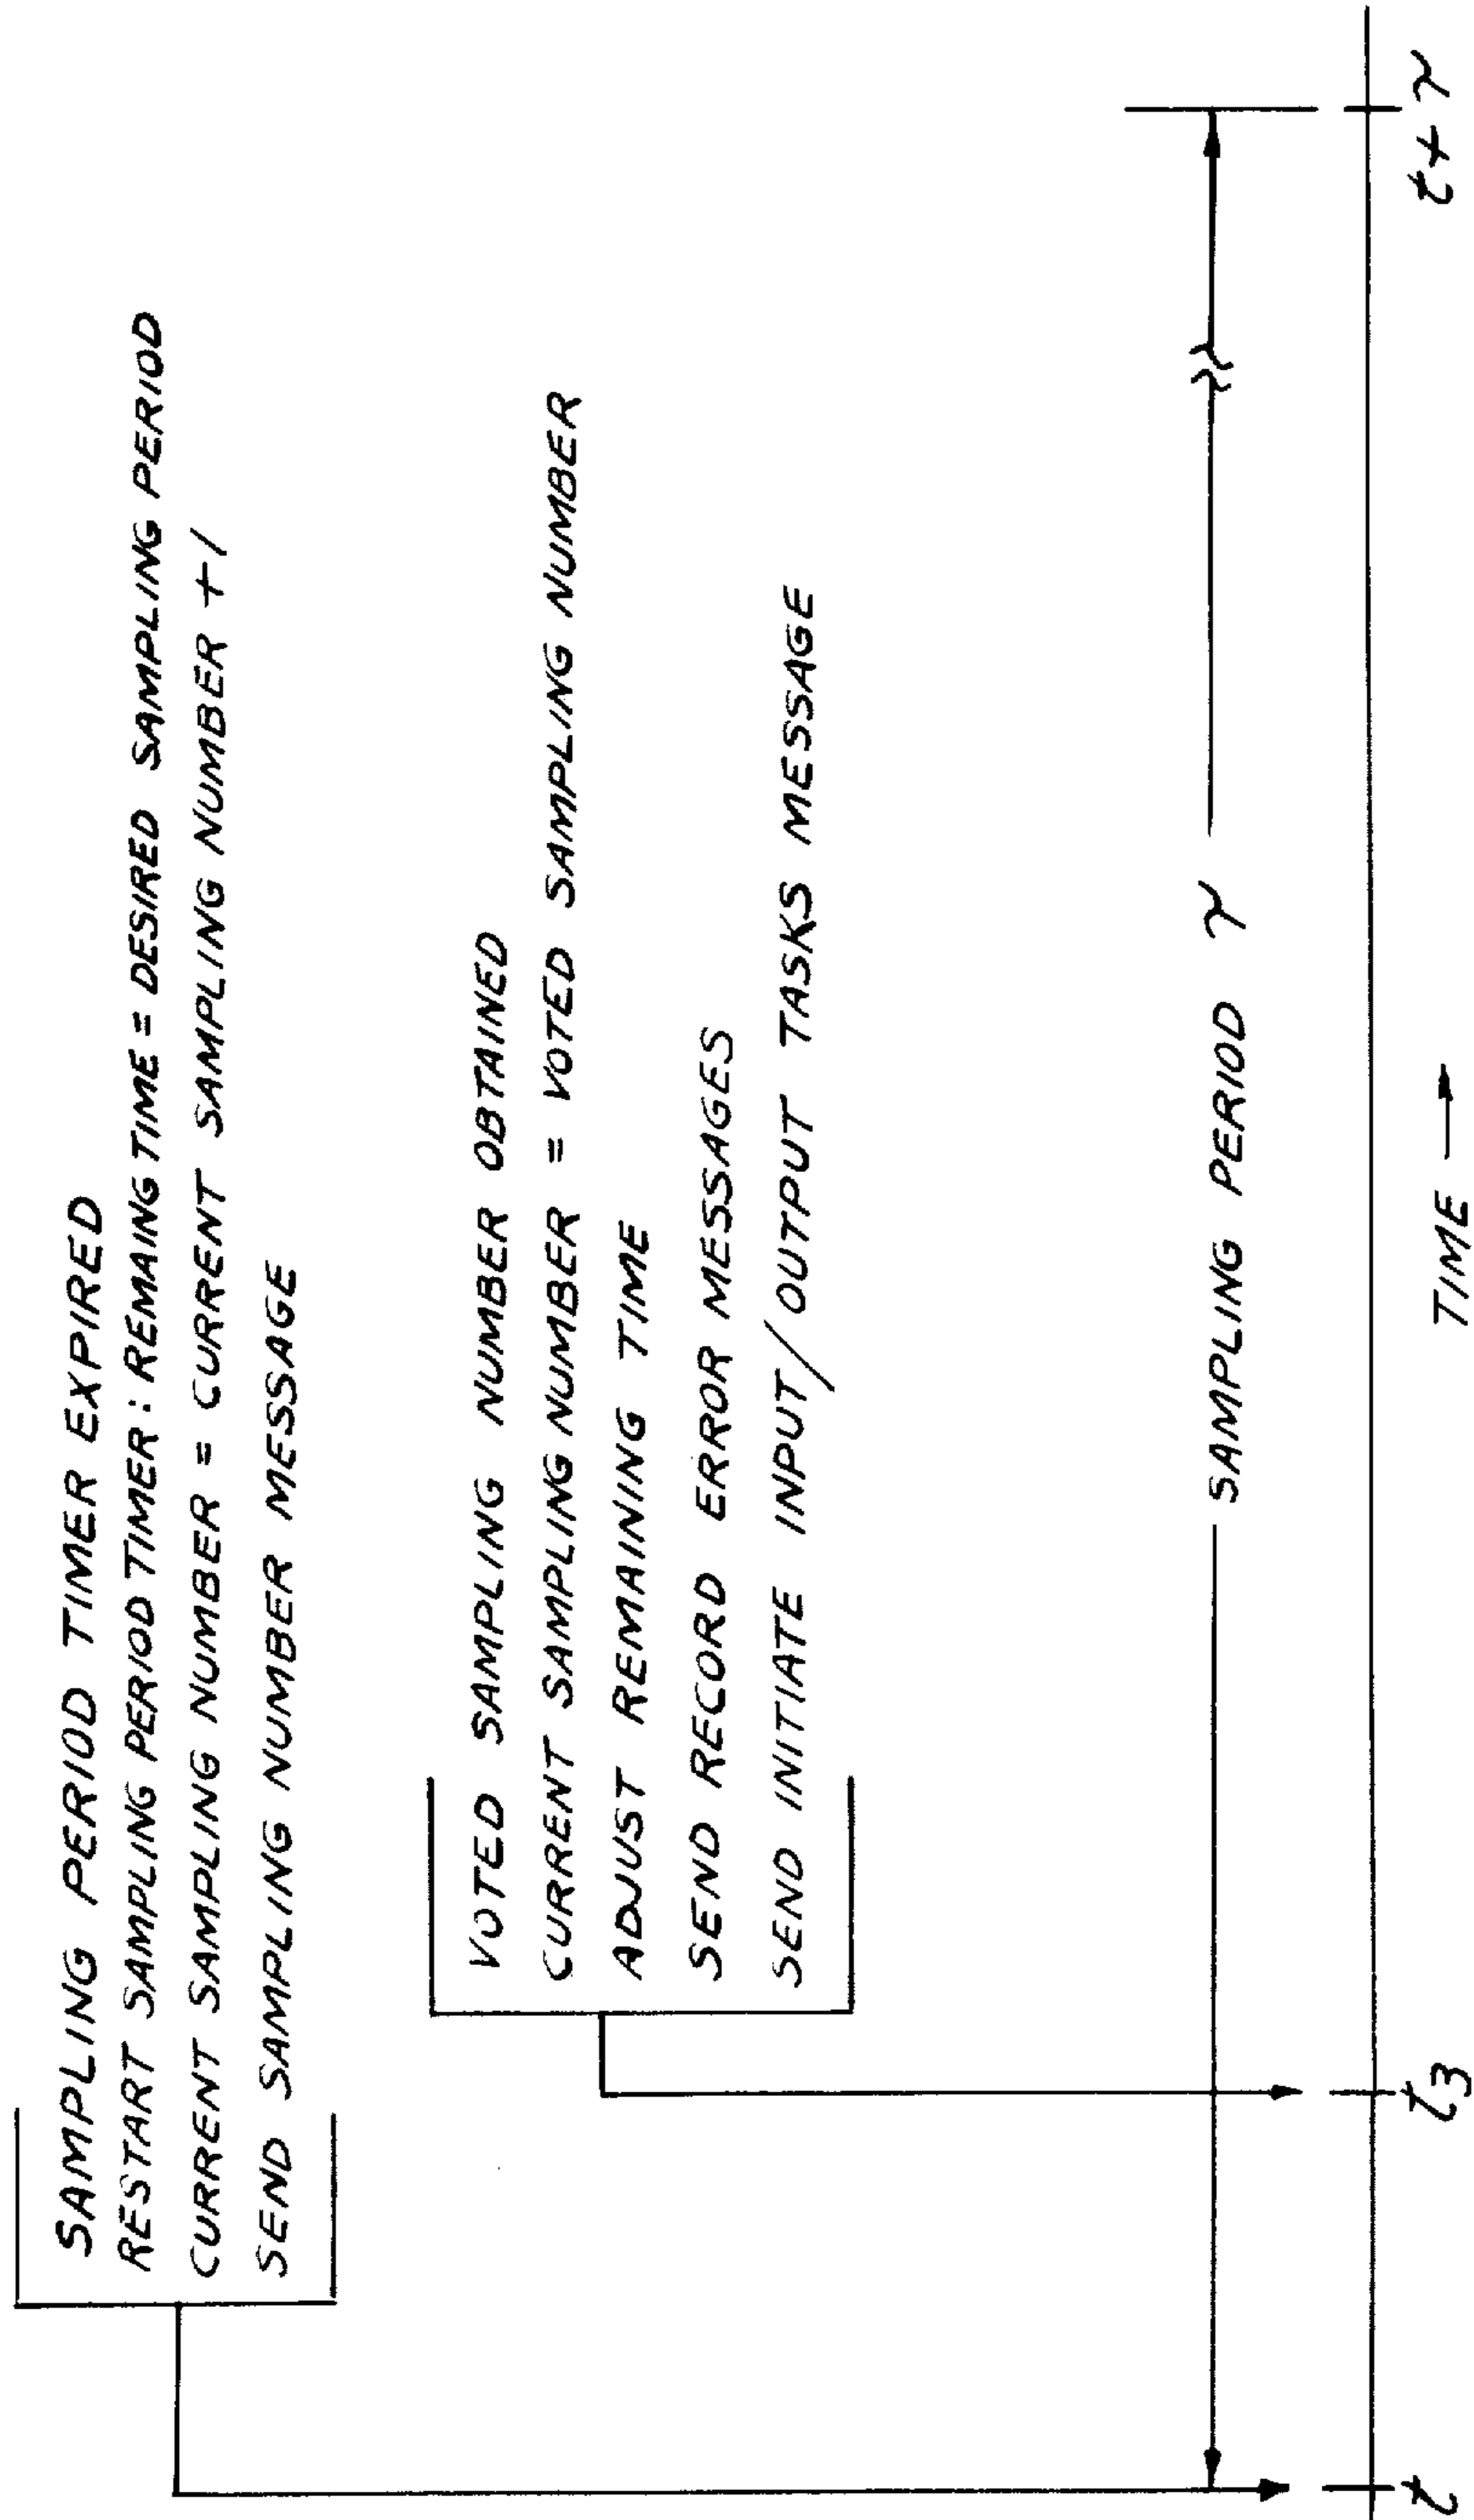 SAMPLING PERIOD TIMER EXPIRED
RESTART SAMPLING PERIOD TIMER: REMAING TIME = DESIRED SAMPLING PERIOD
CURRENT SAMPLING NUMBER = CURRENT SAMPLING NUMBER +1
SEND SAMPLING NUMBER MESSAGE
VOTED SAMPLING NUMBER OBTAINED
CURRENT SAMPLING NUMBER = VOTED SAMPLING NUMBER
ADJUST REMAINING TIME
SEND RECORD ERROR MESSAGES
SEND INITIATE INPUT/OUTPUT TASKS MESSAGE
SAMPLING PERIOD τ
t t3 t+τ
TIME →